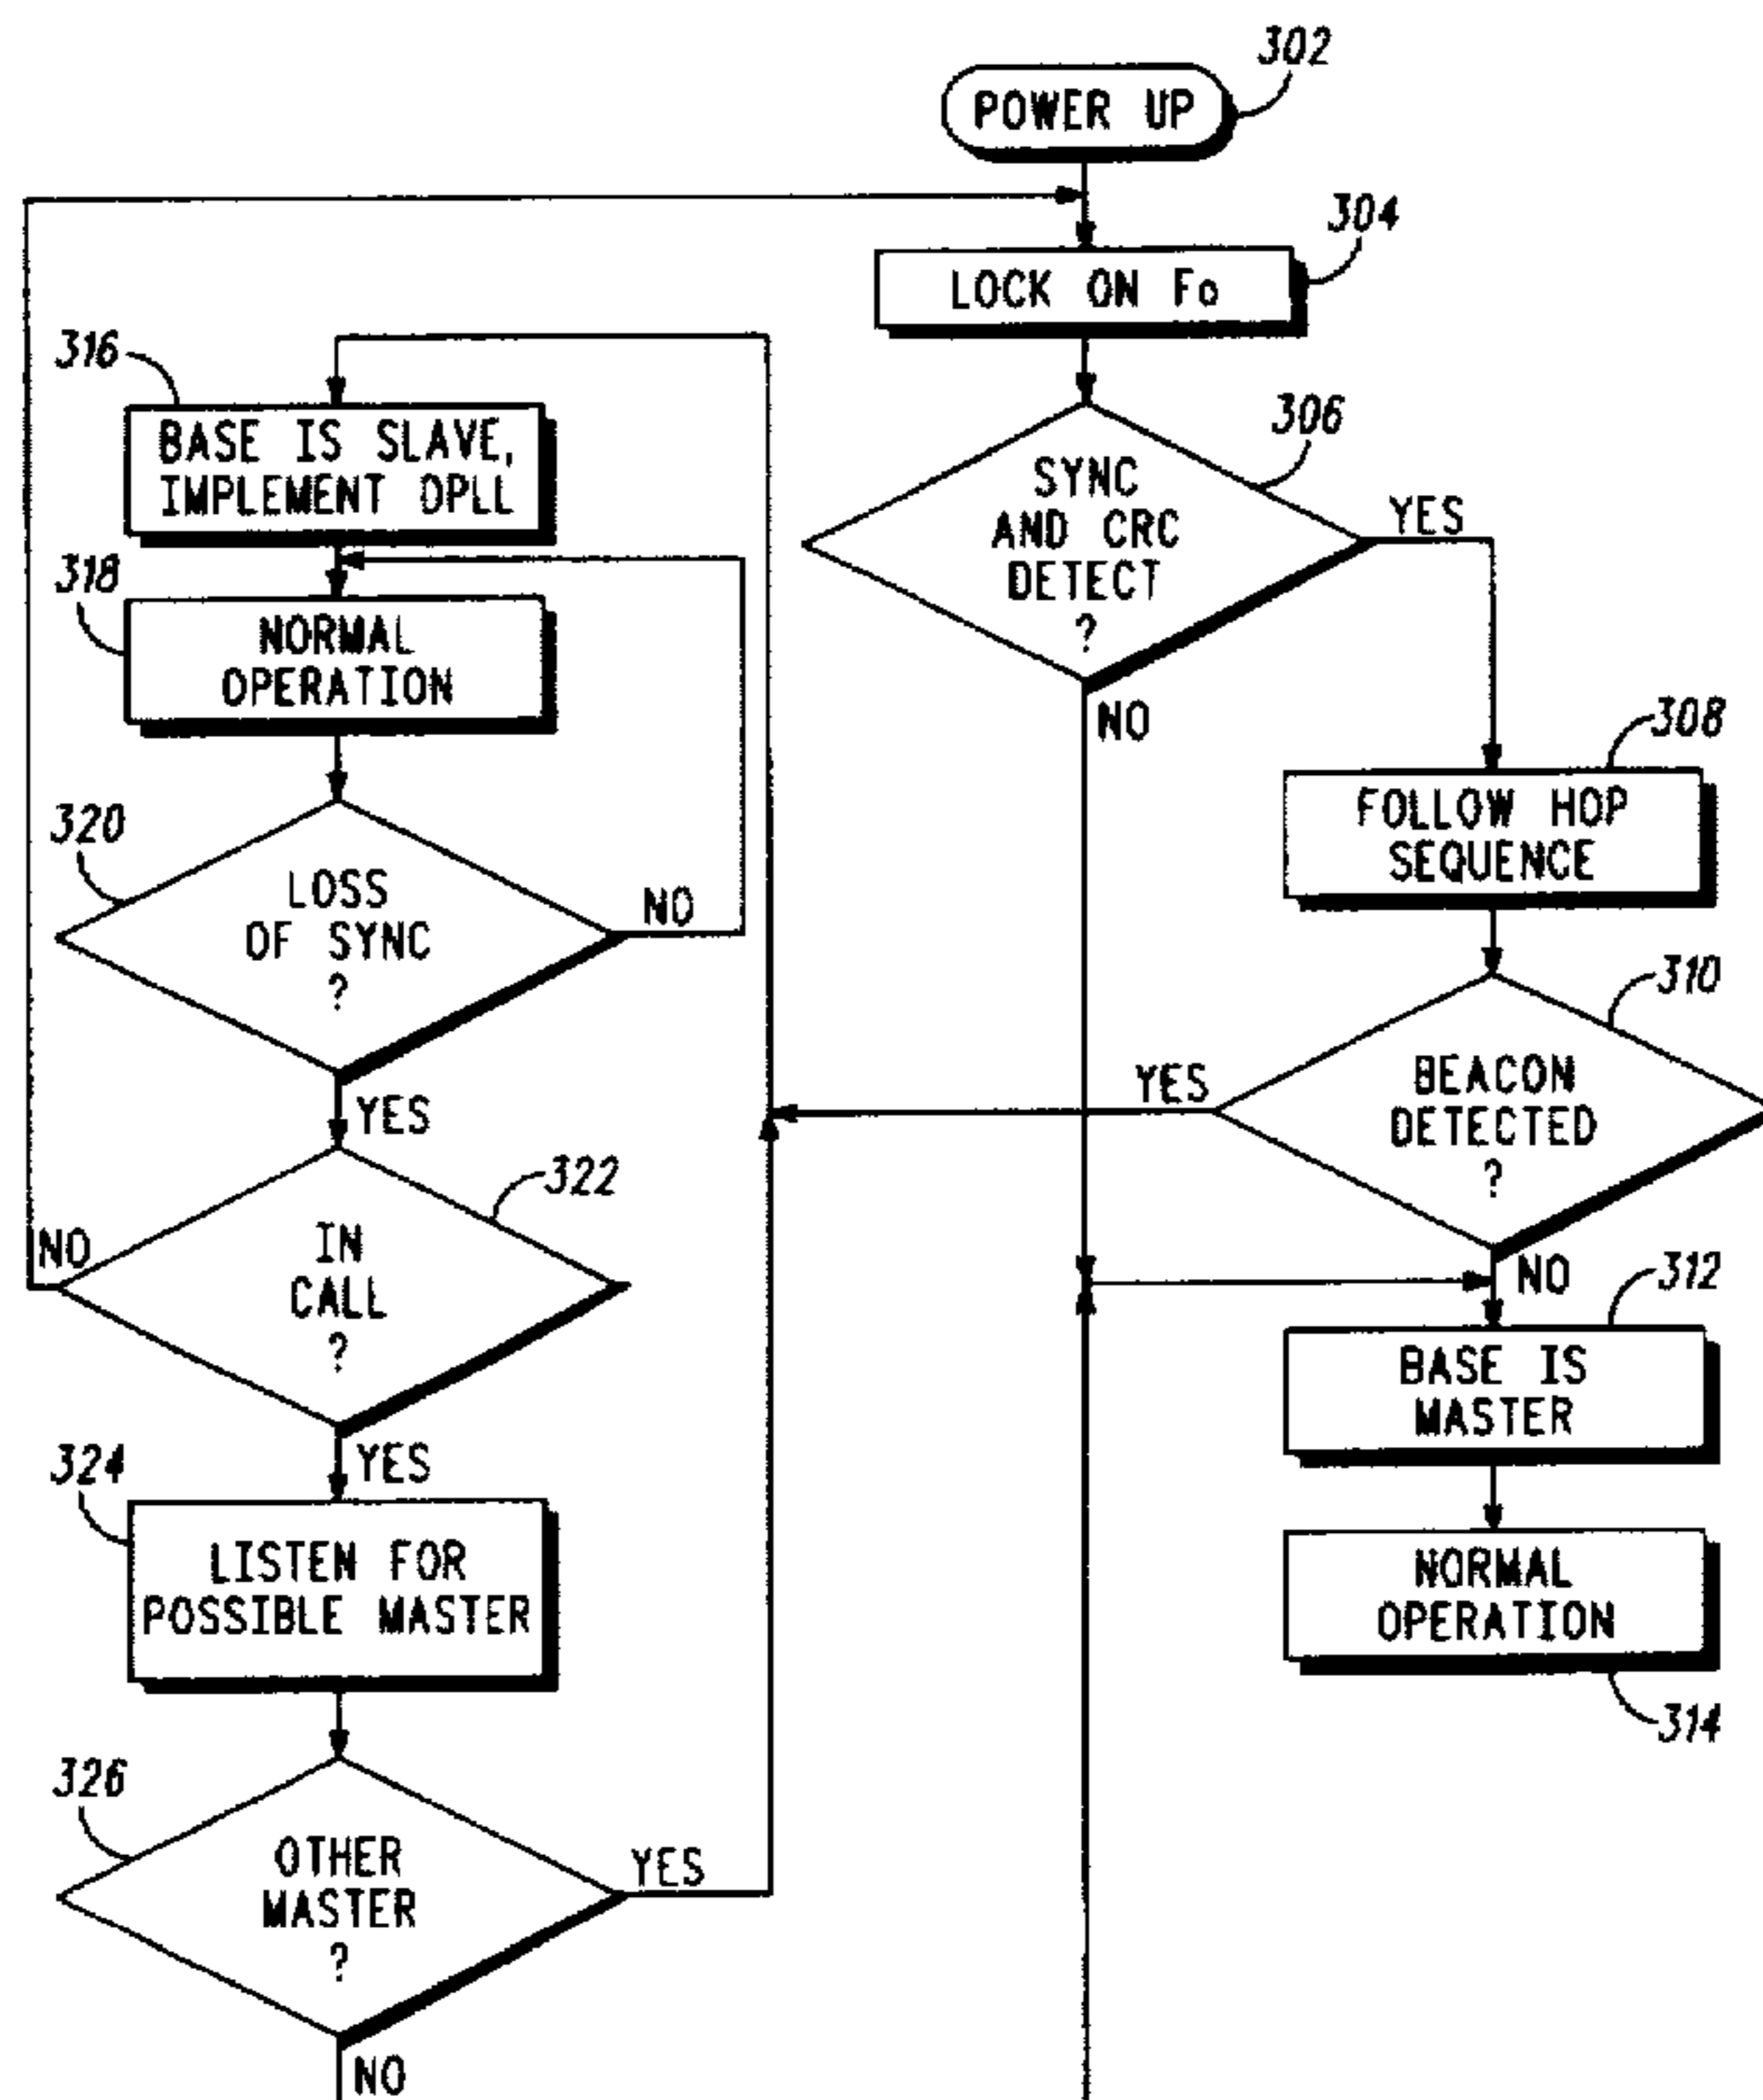 302
POWER UP
304
LOCK ON Fo
316
BASE IS SLAVE,
IMPLEMENT DPLL
306
SYNC
AND CRC
DETECT
?
YES
NO
318
NORMAL
OPERATION
308
FOLLOW HOP
SEQUENCE
320
LOSS
OF SYNC
?
NO
YES
310
BEACON
DETECTED
?
YES
NO
322
IN
CALL
?
NO
YES
312
BASE IS
MASTER
324
LISTEN FOR
POSSIBLE MASTER
NORMAL
OPERATION
314
326
OTHER
MASTER
?
YES
NO